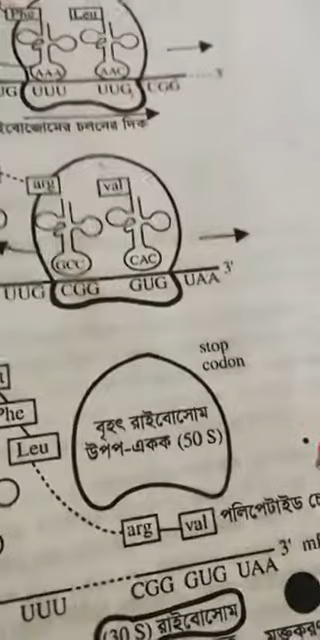 Phe Leu
AAA AAC
UG UUU UUG CGG 3'
রাইবোজোমের চলনের দিক
arg val
GCC CAC
UUG CGG GUG UAA 3'
stop
codon
Phe
Leu
বৃহৎ রাইবোসোম
উপপ-একক (50 S)
arg val পলিপেটাইড
UUU CGG GUG UAA 3'
(30 S) রাইবোসোম